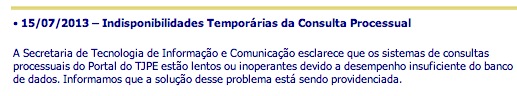 • 15/07/2013 – Indisponibilidades Temporárias da Consulta Processual
A Secretaria de Tecnologia de Informação e Comunicação esclarece que os sistemas de consultas
processuais do Portal do TJPE estão lentos ou inoperantes devido a desempenho insuficiente do banco
de dados. Informamos que a solução desse problema está sendo providenciada.